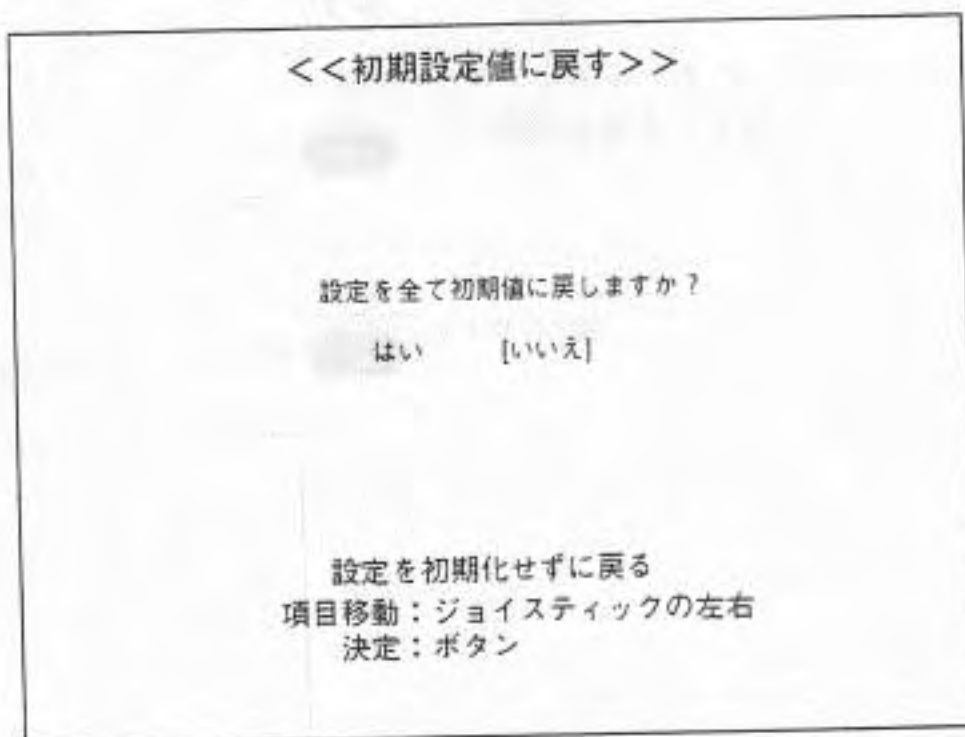 ＜＜初期設定値に戻す＞＞
設定を全て初期値に戻しますか？
はい　　[いいえ]
設定を初期化せずに戻る
項目移動：ジョイスティックの左右
決定：ボタン